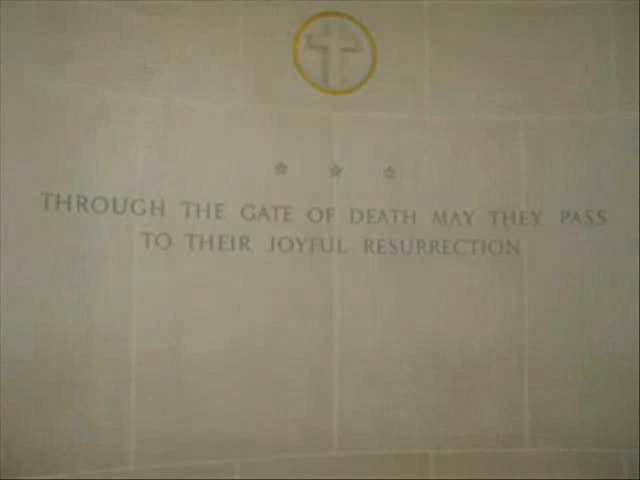 THROUGH THE GATE OF DEATH MAY THEY PASS
TO THEIR JOYFUL RESURRECTION